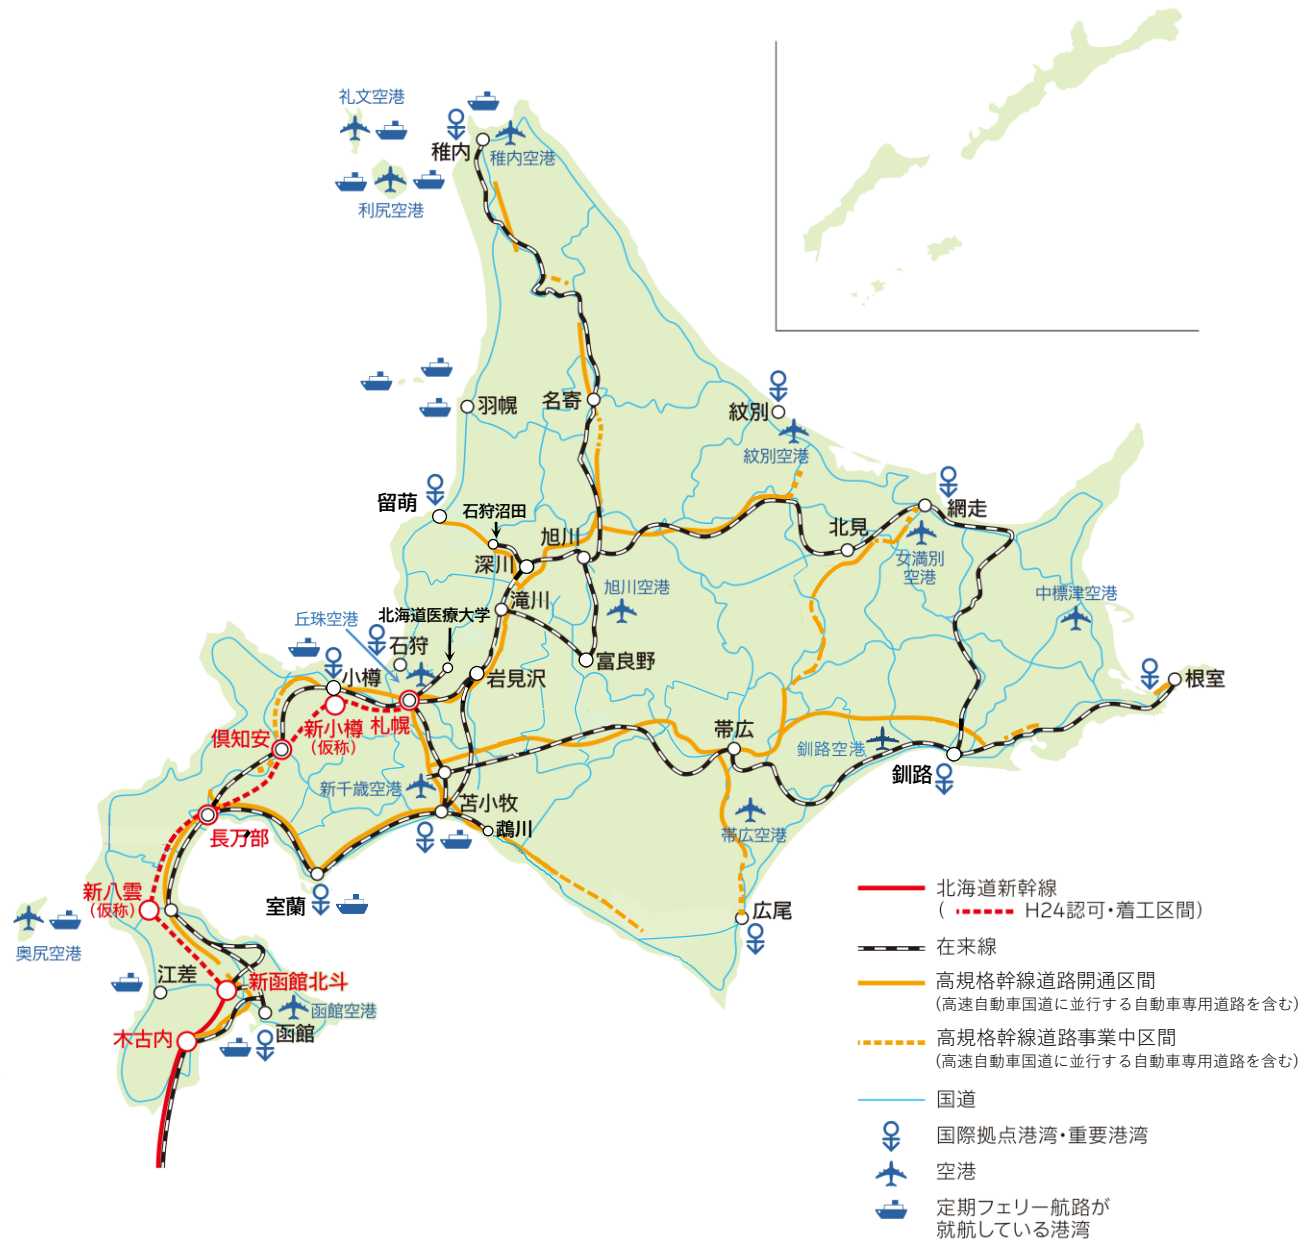 礼文空港
稚内
稚内空港
利尻空港
羽幌
名寄
紋別
紋別空港
留萌
石狩沼田
旭川
深川
北見
網走
女満別
空港
旭川空港
中標津空港
滝川
北海道医療大学
丘珠空港
石狩
富良野
岩見沢
小樽
根室
新小樽
(仮称)
札幌
倶知安
帯広
釧路空港
釧路
新千歳空港
苫小牧
鵡川
帯広空港
長万部
新八雲
(仮称)
室蘭
広尾
奥尻空港
江差
新函館北斗
函館空港
函館
木古内
北海道新幹線
( H24認可・着工区間)
在来線
高規格幹線道路開通区間
(高速自動車国道に並行する自動車専用道路を含む)
高規格幹線道路事業中区間
(高速自動車国道に並行する自動車専用道路を含む)
国道
国際拠点港湾・重要港湾
空港
定期フェリー航路が
就航している港湾